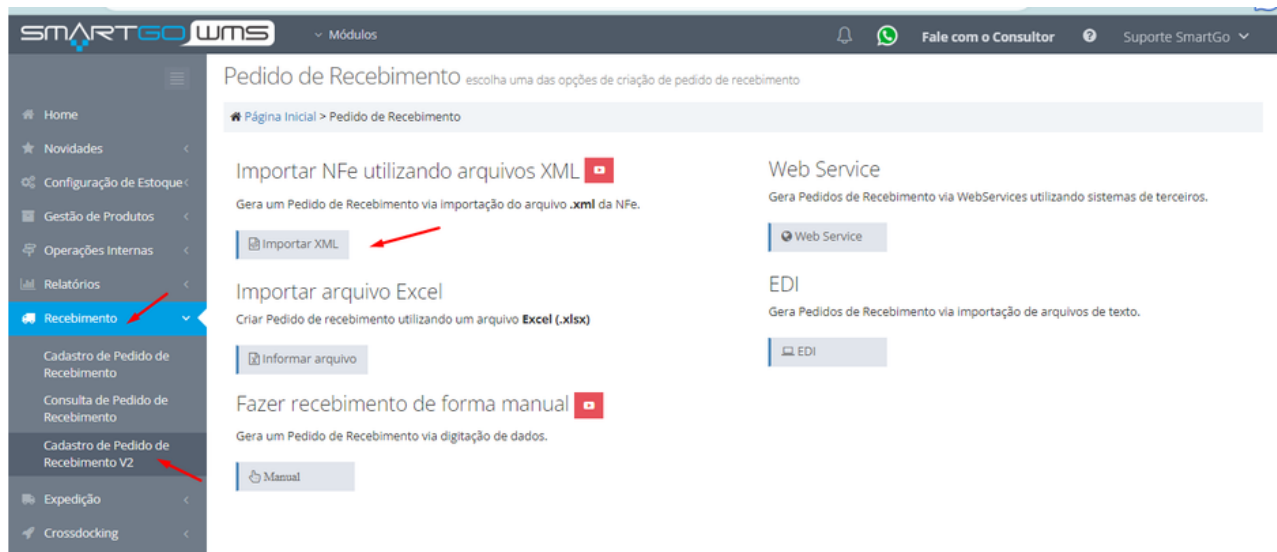 SMARTGO WMS
Módulos
Fale com o Consultor
Suporte SmartGo
Home
Novidades
Configuração de Estoque
Gestão de Produtos
Operações Internas
Relatórios
Recebimento
Cadastro de Pedido de
Recebimento
Consulta de Pedido de
Recebimento
Cadastro de Pedido de
Recebimento V2
Expedição
Crossdocking
Pedido de Recebimento escolha uma das opções de criação de pedido de recebimento
Página Inicial > Pedido de Recebimento
Importar NFe utilizando arquivos XML
Gera um Pedido de Recebimento via importação do arquivo .xml da NFe.
Importar XML
Importar arquivo Excel
Criar Pedido de recebimento utilizando um arquivo Excel (.xlsx)
Informar arquivo
Fazer recebimento de forma manual
Gera um Pedido de Recebimento via digitação de dados.
Manual
Web Service
Gera Pedidos de Recebimento via WebServices utilizando sistemas de terceiros.
Web Service
EDI
Gera Pedidos de Recebimento via importação de arquivos de texto.
EDI